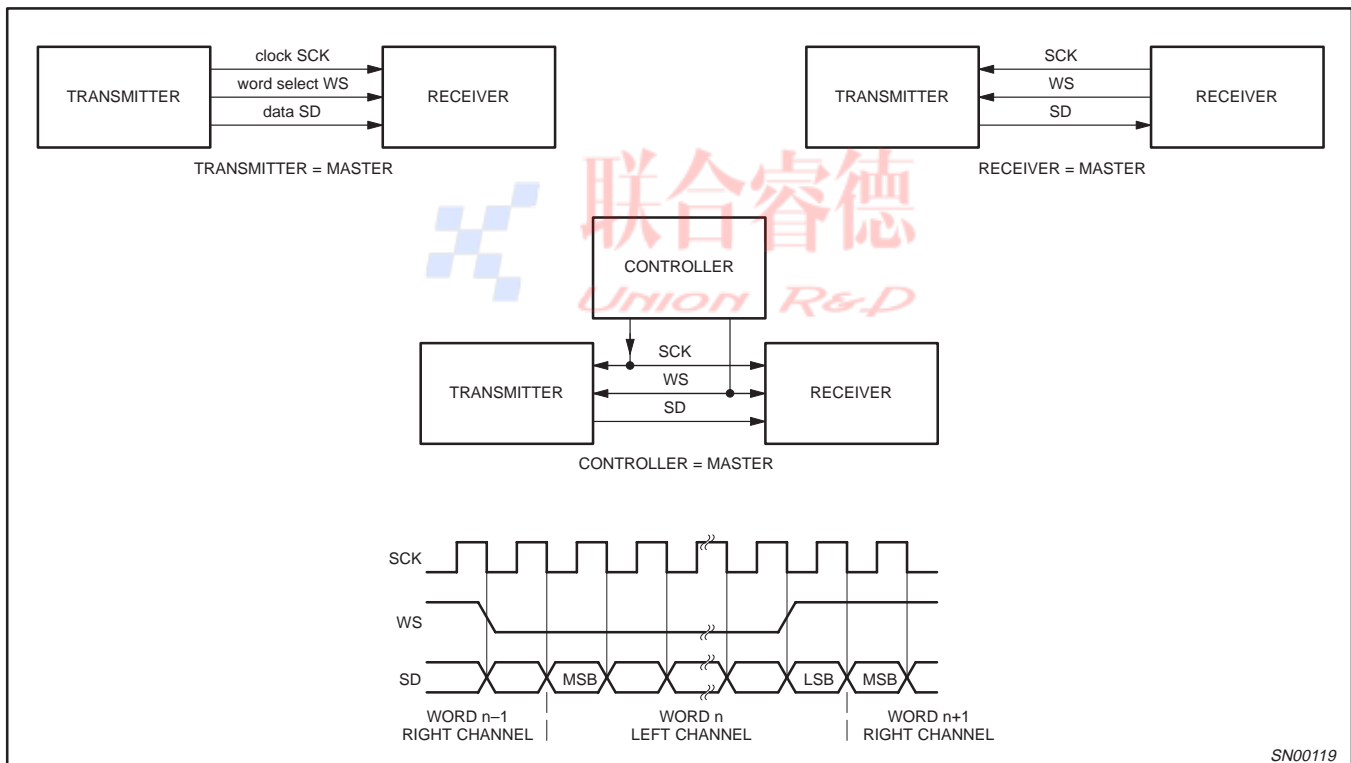 TRANSMITTER
clock SCK
word select WS
data SD
RECEIVER
TRANSMITTER = MASTER
TRANSMITTER
SCK
WS
SD
RECEIVER
RECEIVER = MASTER
联合睿德
UNION R&D
CONTROLLER
TRANSMITTER
SCK
WS
SD
RECEIVER
CONTROLLER = MASTER
SCK
WS
SD
MSB
LSB
MSB
WORD n–1
RIGHT CHANNEL
WORD n
LEFT CHANNEL
WORD n+1
RIGHT CHANNEL
SN00119